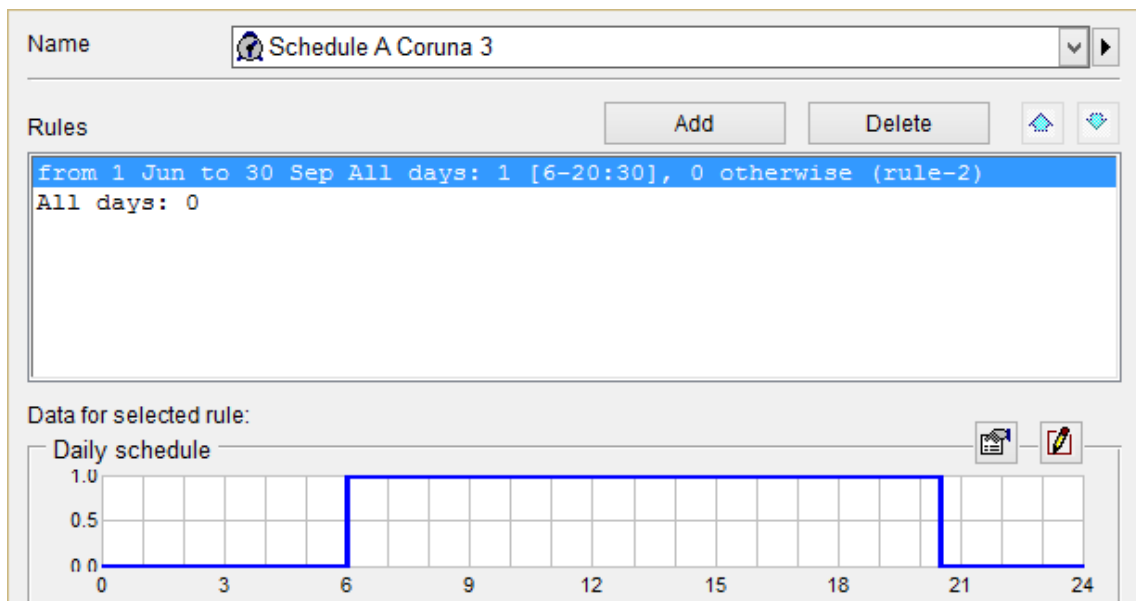 Name
Schedule A Coruna 3
Rules
Add
Delete
from 1 Jun to 30 Sep All days: 1 [6-20:30], 0 otherwise (rule-2)
All days: 0
Data for selected rule:
Daily schedule
1.0
0.5
0.0
0 3 6 9 12 15 18 21 24